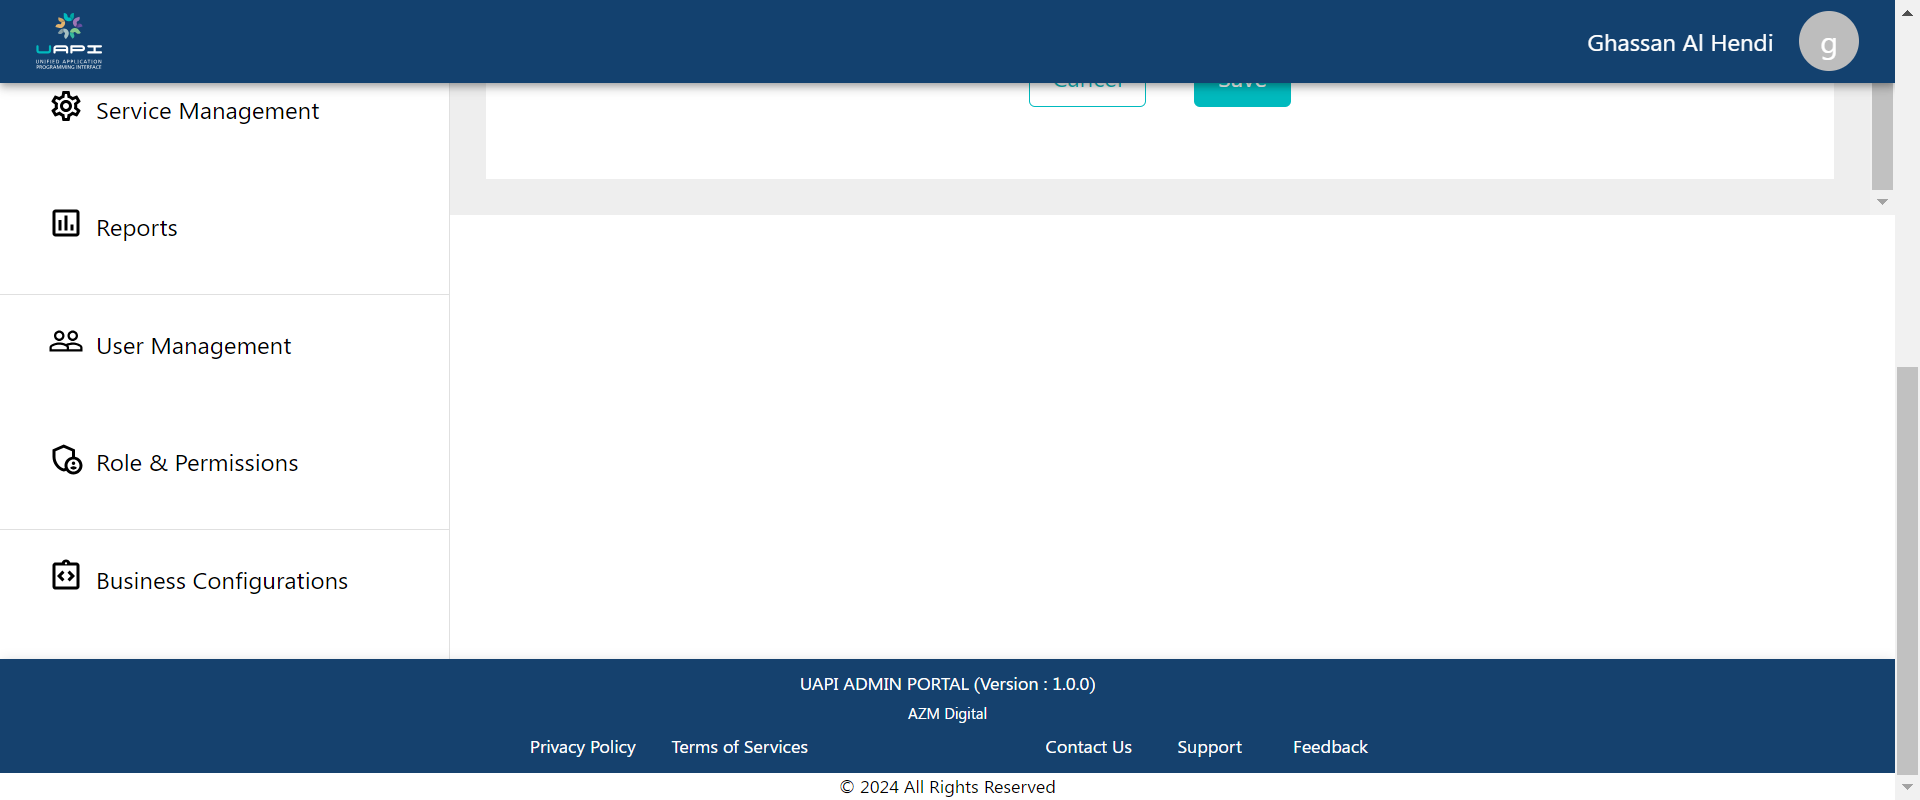 UAPI
UNIFIED APPLICATION
PROGRAMMING INTERFACE
Ghassan Al Hendi
g
Cancel
Save
Service Management
Reports
User Management
Role & Permissions
Business Configurations
UAPI ADMIN PORTAL (Version : 1.0.0)
AZM Digital
Privacy Policy
Terms of Services
Contact Us
Support
Feedback
© 2024 All Rights Reserved